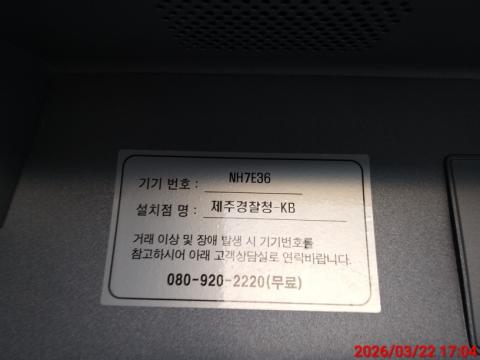 기기 번호 : NH7E36
설치점 명 : 제주경찰청-KB
거래 이상 및 장애 발생 시 기기번호를
참고하시어 아래 고객상담실로 연락바랍니다.
080-920-2220(무료)
2026/03/22 17:04